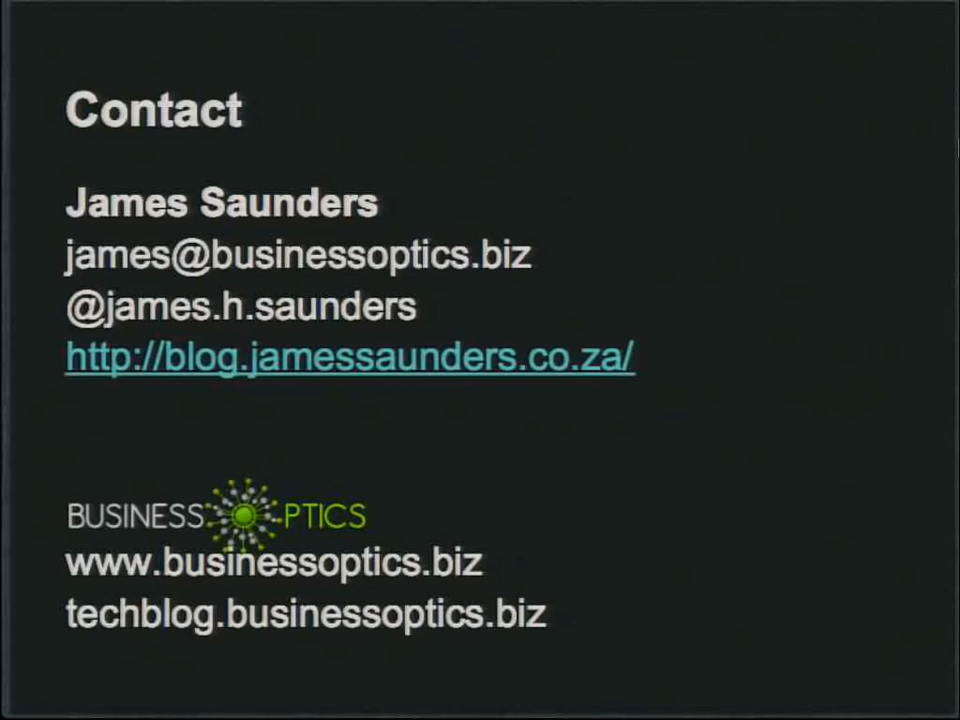 Contact
James Saunders
james@businessoptics.biz
@james.h.saunders
http://blog.jamessaunders.co.za/
BUSINESS OPTICS
www.businessoptics.biz
techblog.businessoptics.biz